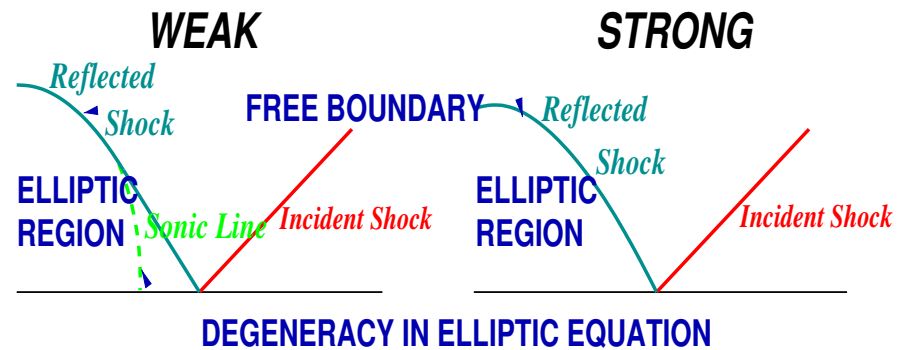 WEAK
STRONG
Reflected
Shock
FREE BOUNDARY
Reflected
Shock
ELLIPTIC
REGION
Sonic Line
Incident Shock
ELLIPTIC
REGION
Incident Shock
DEGENERACY IN ELLIPTIC EQUATION